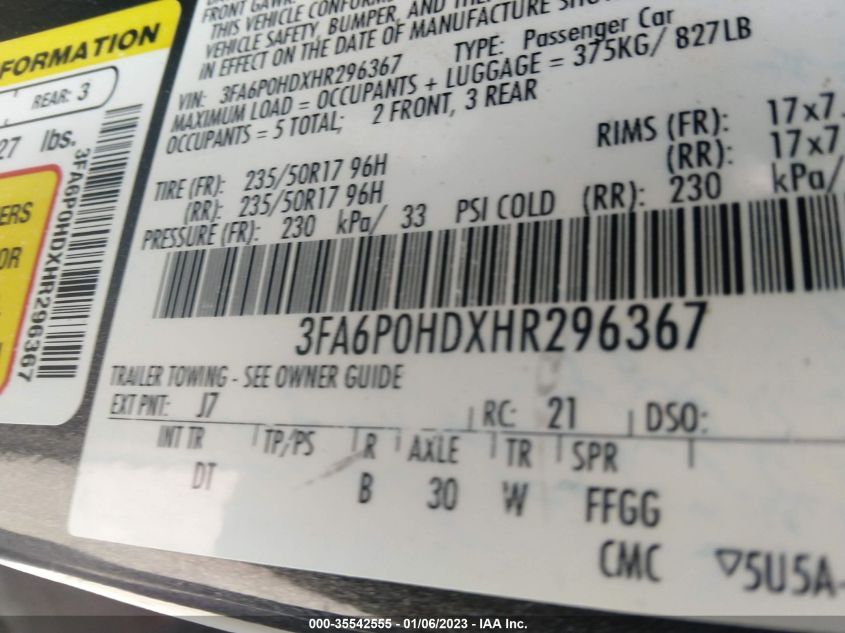 FRONT GAWR:
THIS VEHICLE CONFORMS
VEHICLE SAFETY, BUMPER, AND THEFT
IN EFFECT ON THE DATE OF MANUFACTURE SHOWN
VIN: 3FA6P0HDXHR296367 TYPE: Passenger Car
MAXIMUM LOAD = OCCUPANTS + LUGGAGE = 375KG/ 827LB
OCCUPANTS = 5 TOTAL; 2 FRONT, 3 REAR
RIMS (FR): 17x7.
TIRE (FR): 235/50R17 96H (RR): 17x7
(RR): 235/50R17 96H
PRESSURE (FR): 230 kPa/ 33 PSI COLD (RR): 230 kPa/
3FA6P0HDXHR296367
TRAILER TOWING - SEE OWNER GUIDE
EXT PNT: J7 RC: 21 DSO:
INT TR TP/PS R AXLE TR SPR
DT B 30 W FFGG
CMC ▽5U5A-
FORMATION
REAR: 3
27 lbs.
3FA6P0HDXHR296367
ERS
OR
000-35542555 - 01/06/2023 - IAA Inc.